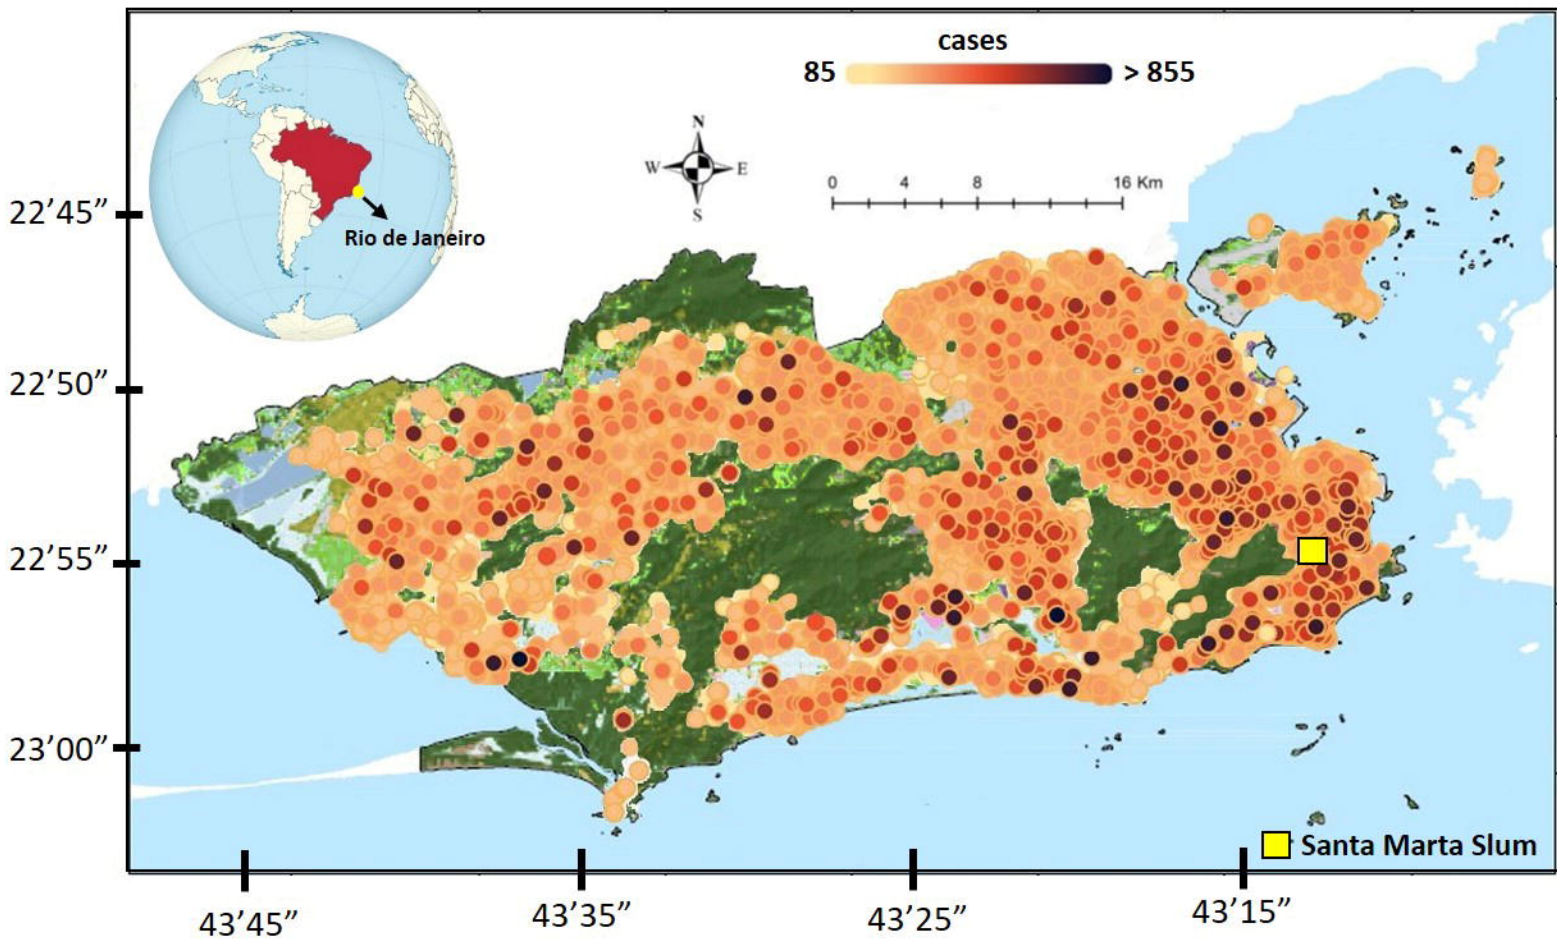 cases
85 > 855
N
W E
S
0 4 8 16 Km
Rio de Janeiro
22’45”
22’50”
22’55”
23’00”
Santa Marta Slum
43’45” 43’35” 43’25” 43’15”